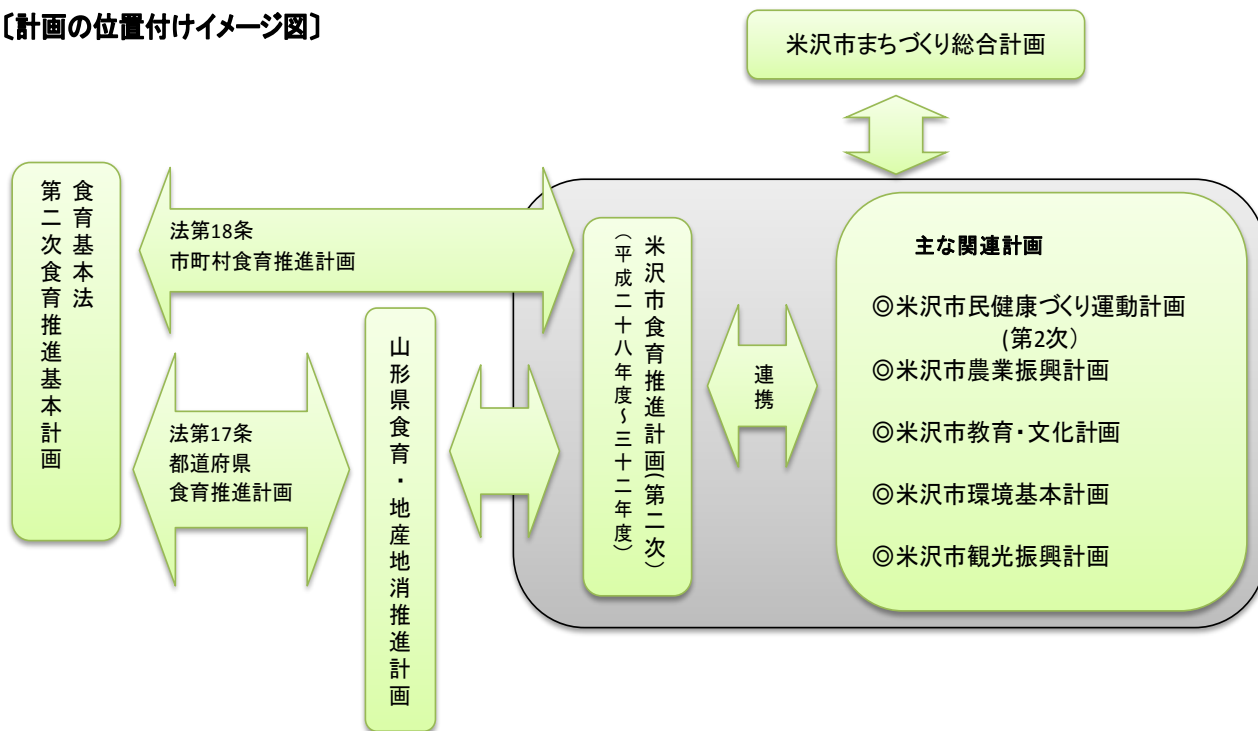 〔計画の位置付けイメージ図〕
米沢市まちづくり総合計画
食育基本法
第二次食育推進基本計画
法第18条
市町村食育推進計画
法第17条
都道府県
食育推進計画
山形県食育・地産地消推進計画
米沢市食育推進計画(第二次)
(平成二十八年度～三十二年度)
連携
主な関連計画
◎米沢市民健康づくり運動計画
(第2次)
◎米沢市農業振興計画
◎米沢市教育・文化計画
◎米沢市環境基本計画
◎米沢市観光振興計画